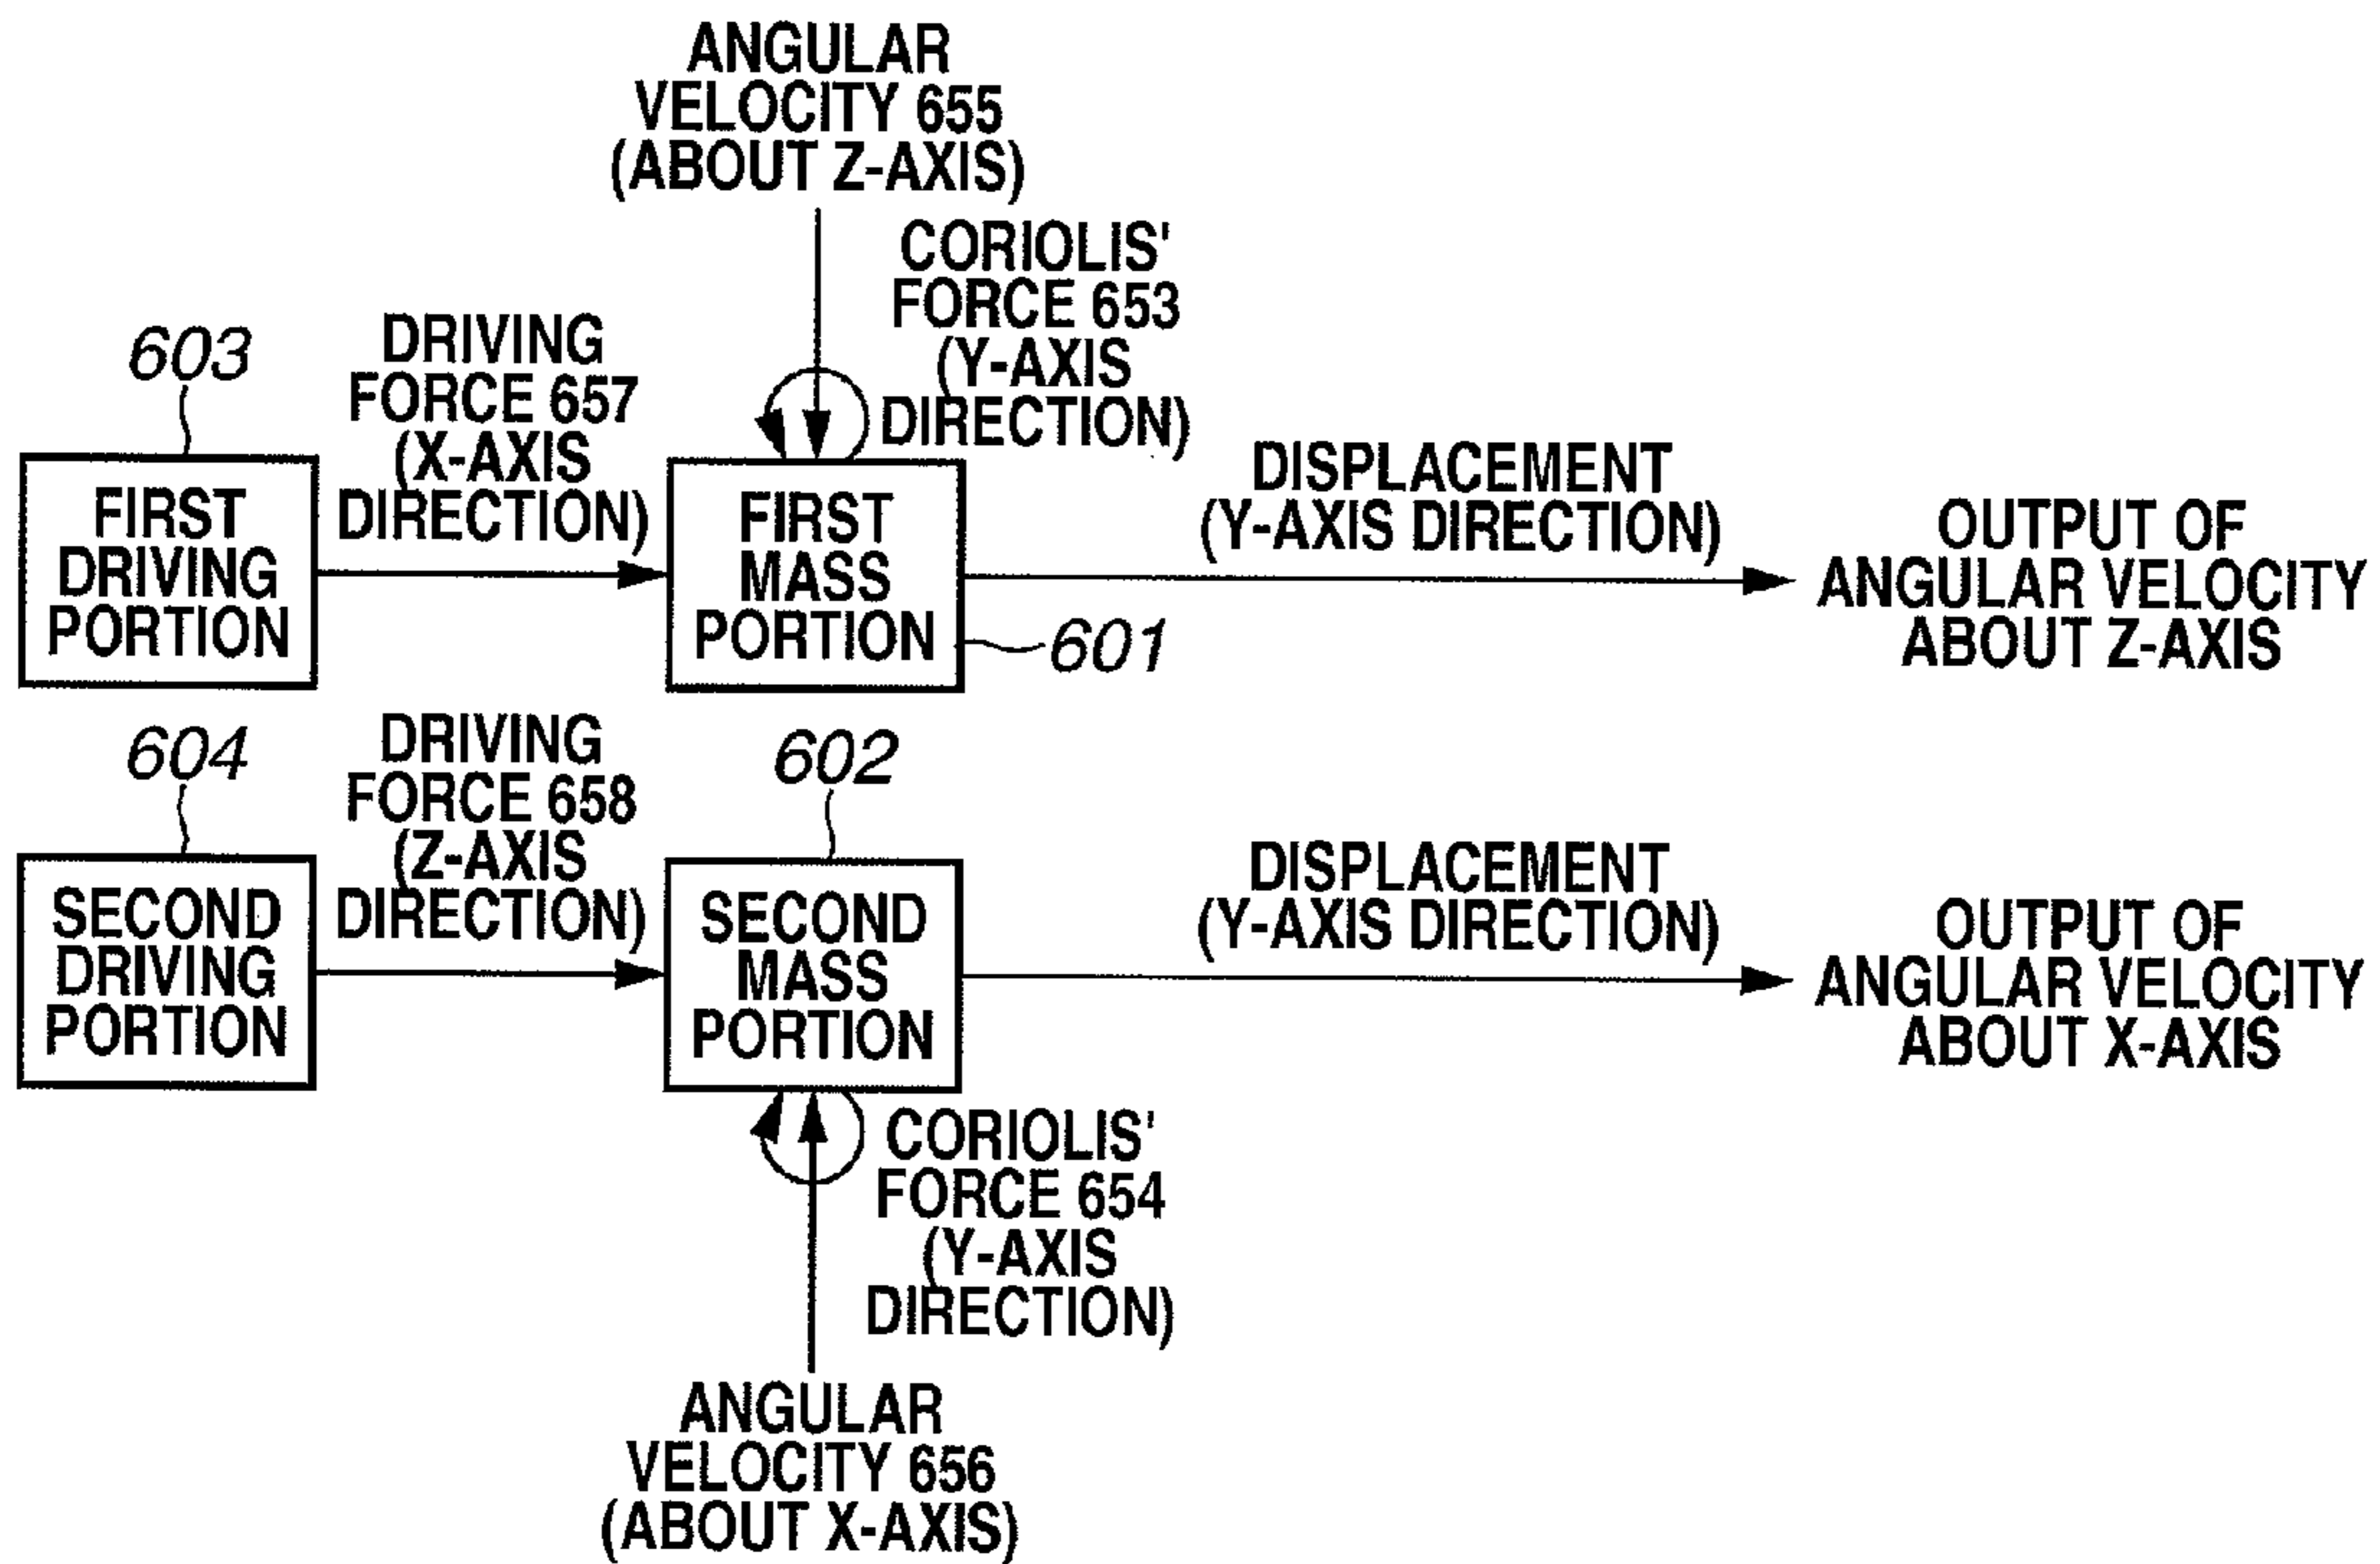 ANGULAR
VELOCITY 655
(ABOUT Z-AXIS)
CORIOLIS'
FORCE 653
(Y-AXIS
DIRECTION)
603
DRIVING
FORCE 657
(X-AXIS
DIRECTION)
FIRST
DRIVING
PORTION
FIRST
MASS
PORTION
601
DISPLACEMENT
(Y-AXIS DIRECTION)
OUTPUT OF
ANGULAR VELOCITY
ABOUT Z-AXIS
604
DRIVING
FORCE 658
(Z-AXIS
DIRECTION)
602
SECOND
DRIVING
PORTION
SECOND
MASS
PORTION
DISPLACEMENT
(Y-AXIS DIRECTION)
OUTPUT OF
ANGULAR VELOCITY
ABOUT X-AXIS
CORIOLIS'
FORCE 654
(Y-AXIS
DIRECTION)
ANGULAR
VELOCITY 656
(ABOUT X-AXIS)